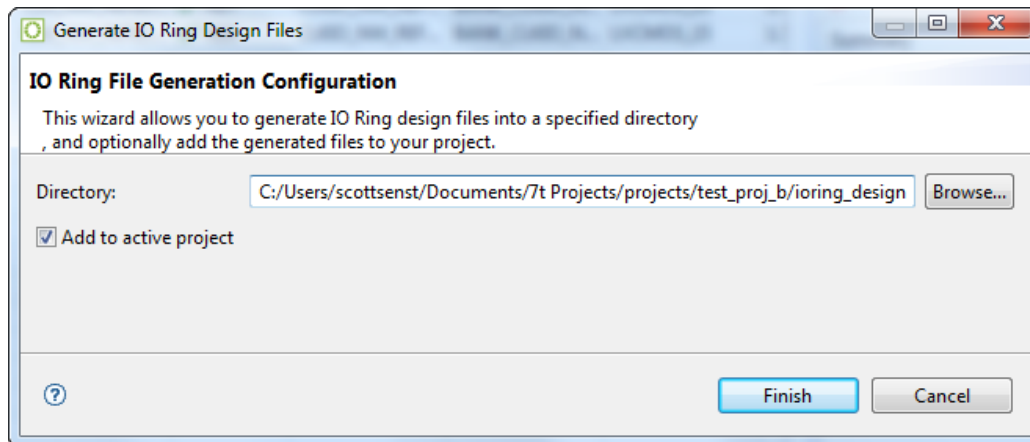 Generate IO Ring Design Files
IO Ring File Generation Configuration
This wizard allows you to generate IO Ring design files into a specified directory
, and optionally add the generated files to your project.
Directory: C:/Users/scottsenst/Documents/7t Projects/projects/test_proj_b/ioring_design Browse...
Add to active project
Finish Cancel